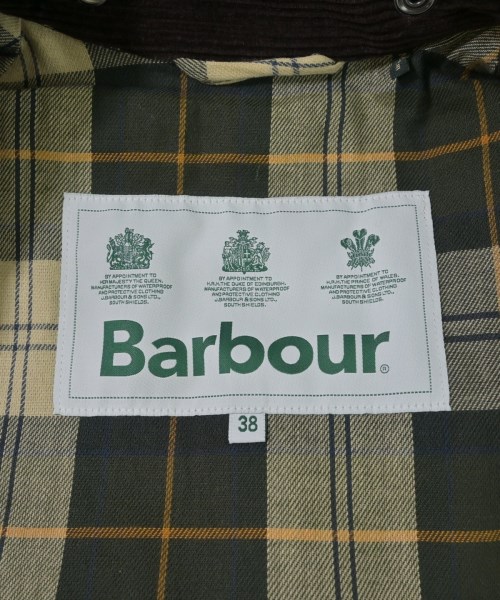 BY APPOINTMENT TO
HER MAJESTY THE QUEEN,
MANUFACTURERS OF WATERPROOF
AND PROTECTIVE CLOTHING
J.BARBOUR & SONS LTD.,
SOUTH SHIELDS.
BY APPOINTMENT TO
H.R.H. THE DUKE OF EDINBURGH,
MANUFACTURERS OF WATERPROOF
AND PROTECTIVE CLOTHING
J.BARBOUR & SONS LTD.,
SOUTH SHIELDS.
BY APPOINTMENT TO
H.R.H. THE PRINCE OF WALES,
MANUFACTURERS OF WATERPROOF
AND PROTECTIVE CLOTHING
J.BARBOUR & SONS LTD.,
SOUTH SHIELDS.
Barbour®
38